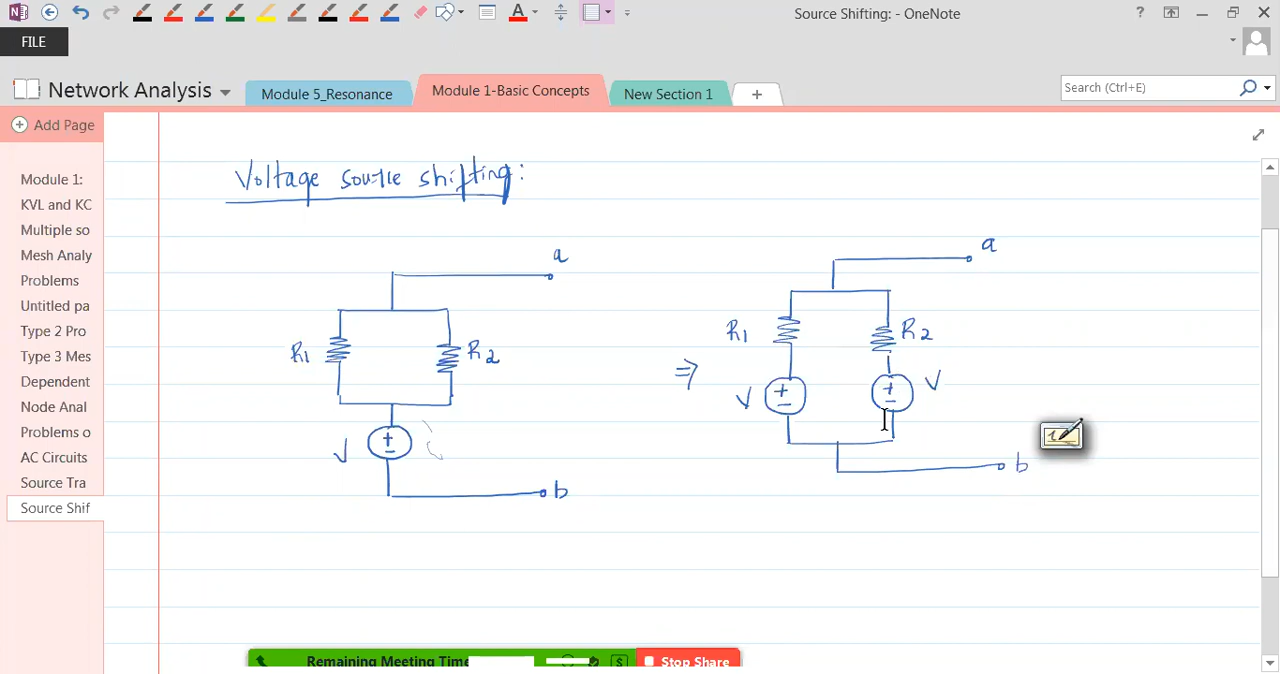 Source Shifting: - OneNote
?
FILE
Network Analysis
Module 5_Resonance
Module 1-Basic Concepts
New Section 1
Search (Ctrl+E)
Add Page
Module 1:
KVL and KC
Multiple so
Mesh Analy
Problems
Untitled pa
Type 2 Pro
Type 3 Mes
Dependent
Node Anal
Problems o
AC Circuits
Source Tra
Source Shif
Voltage source shifting:
a
R1
R2
+
-
V
b
⇒
a
R1
R2
V
+
-
+
-
V
b
Remaining Meeting Time
Stop Share